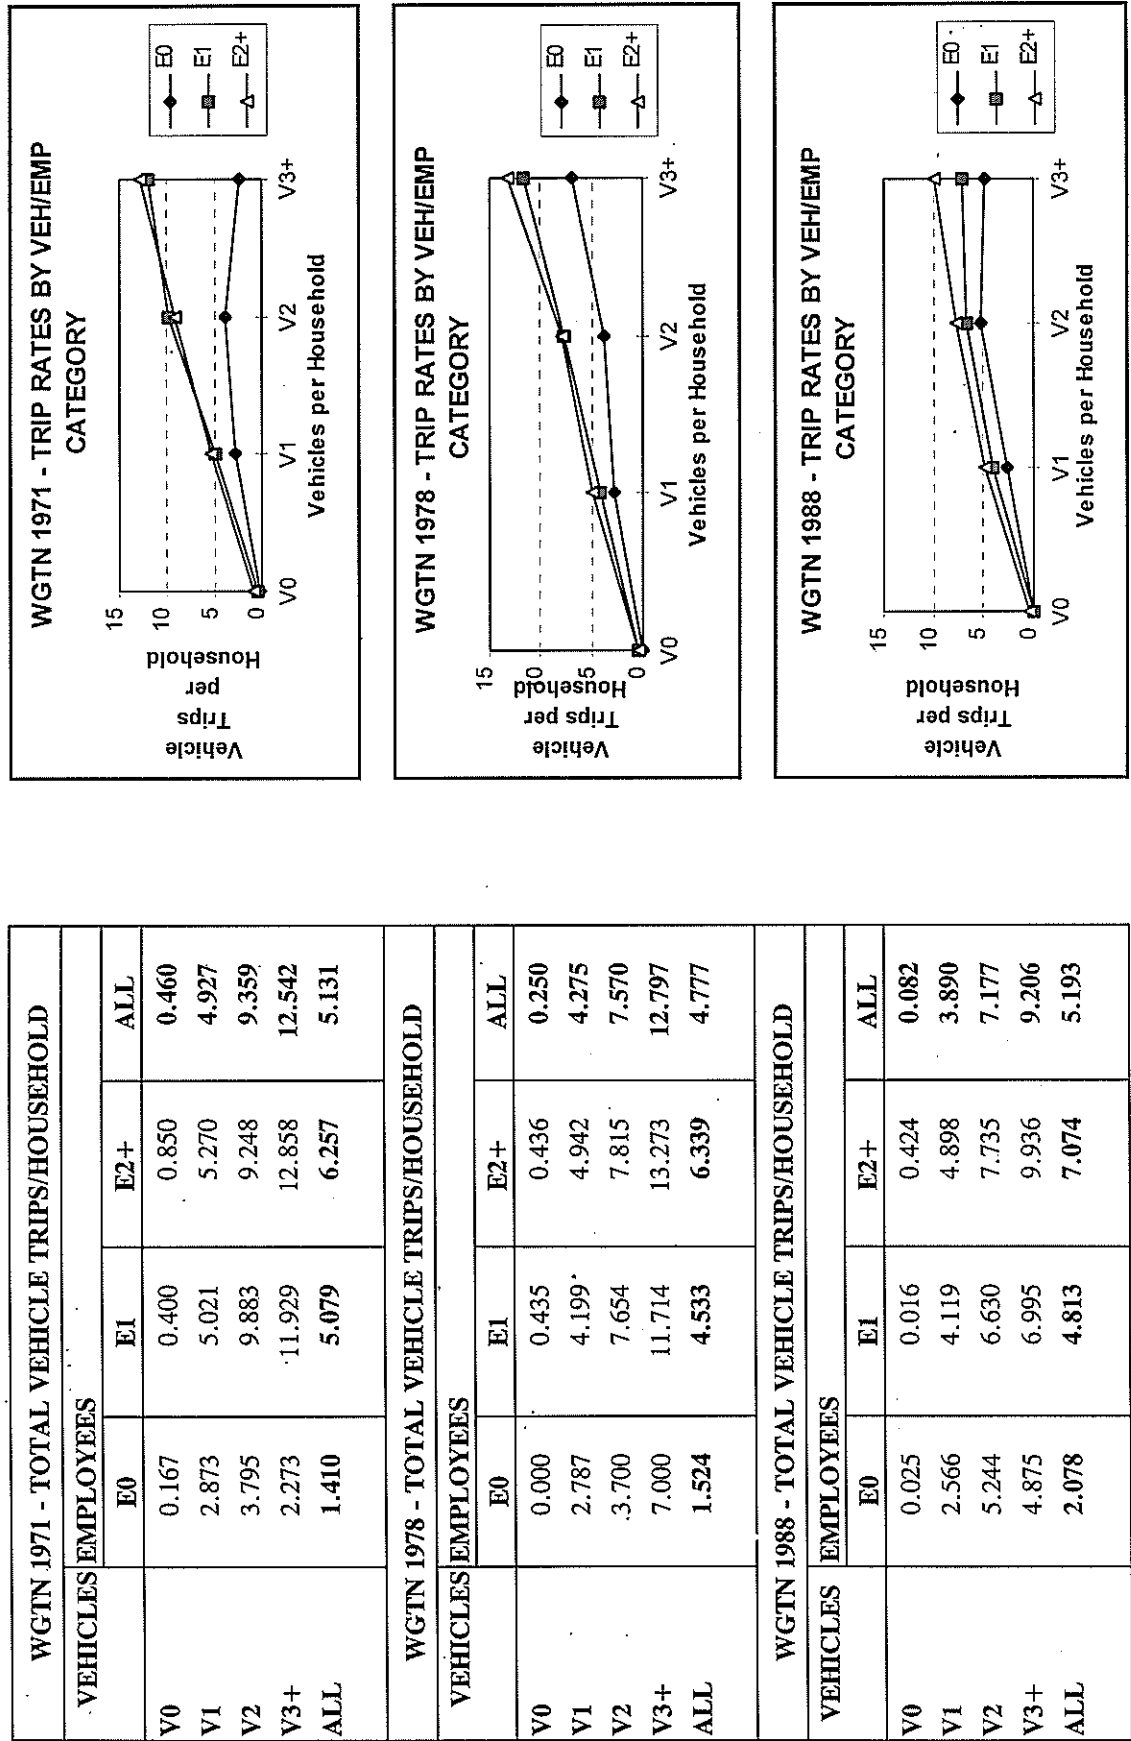 WGTN 1971 - TOTAL VEHICLE TRIPS/HOUSEHOLD
VEHICLES EMPLOYEES
E0 E1 E2+ ALL
V0 0.167 0.400 0.850 0.460
V1 2.873 5.021 5.270 4.927
V2 3.795 9.883 9.248 9.359
V3+ 2.273 11.929 12.858 12.542
ALL 1.410 5.079 6.257 5.131
WGTN 1978 - TOTAL VEHICLE TRIPS/HOUSEHOLD
VEHICLES EMPLOYEES
E0 E1 E2+ ALL
V0 0.000 0.435 0.436 0.250
V1 2.787 4.199 4.942 4.275
V2 3.700 7.654 7.815 7.570
V3+ 7.000 11.714 13.273 12.797
ALL 1.524 4.533 6.339 4.777
WGTN 1988 - TOTAL VEHICLE TRIPS/HOUSEHOLD
VEHICLES EMPLOYEES
E0 E1 E2+ ALL
V0 0.025 0.016 0.424 0.082
V1 2.566 4.119 4.898 3.890
V2 5.244 6.630 7.735 7.177
V3+ 4.875 6.995 9.936 9.206
ALL 2.078 4.813 7.074 5.193
WGTN 1971 - TRIP RATES BY VEH/EMP
CATEGORY
Vehicle
Trips
per
Household
15
10
5
0
V0 V1 V2 V3+
Vehicles per Household
E0
E1
E2+
WGTN 1978 - TRIP RATES BY VEH/EMP
CATEGORY
Vehicle
Trips per
Household
15
10
5
0
V0 V1 V2 V3+
Vehicles per Household
E0
E1
E2+
WGTN 1988 - TRIP RATES BY VEH/EMP
CATEGORY
Vehicle
Trips per
Household
15
10
5
0
V0 V1 V2 V3+
Vehicles per Household
E0
E1
E2+